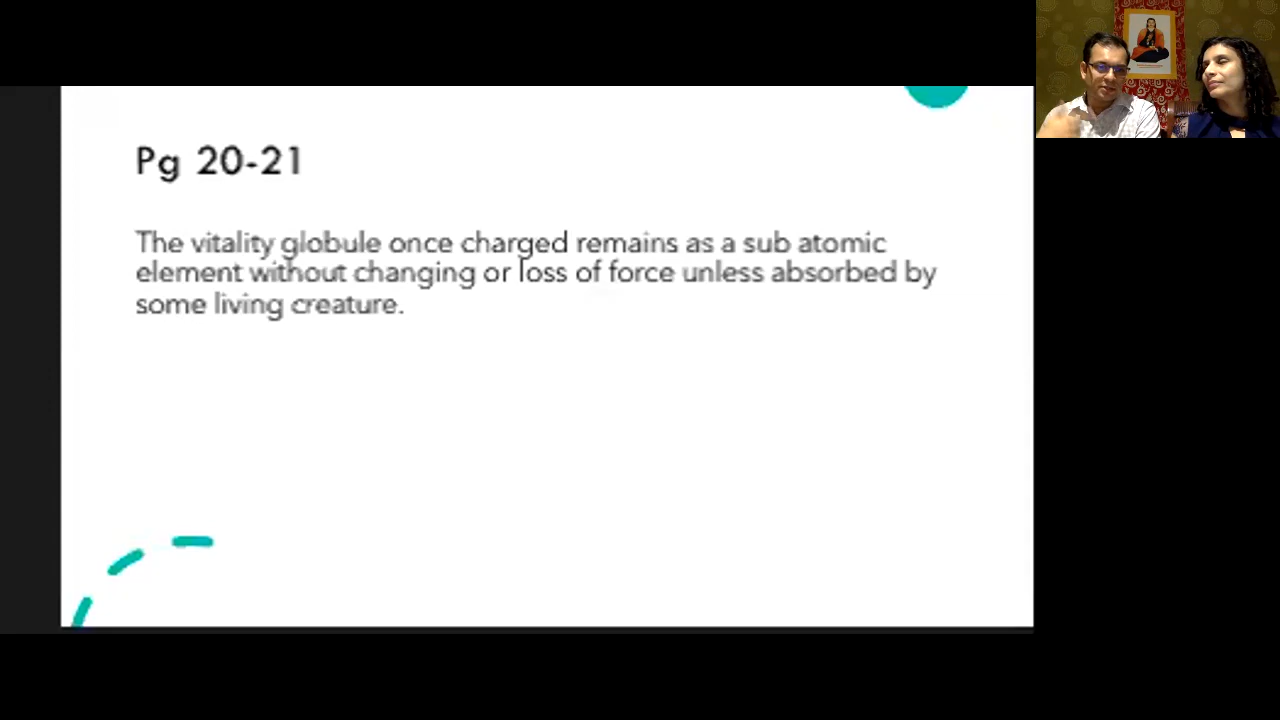 Pg 20-21
The vitality globule once charged remains as a sub atomic
element without changing or loss of force unless absorbed by
some living creature.